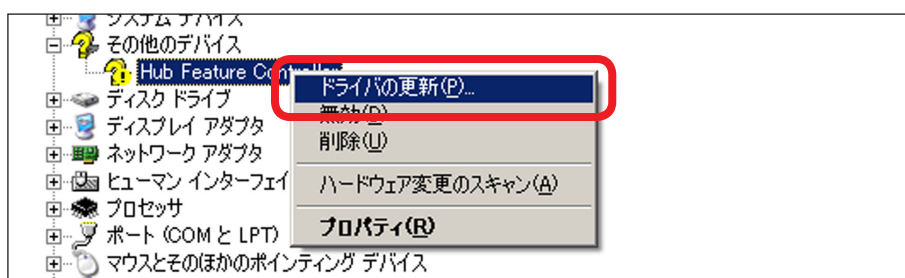 システム デバイス
その他のデバイス
Hub Feature Controller
ディスク ドライブ
ディスプレイ アダプタ
ネットワーク アダプタ
ヒューマン インターフェイ
プロセッサ
ポート (COM と LPT)
マウスとそのほかのポインティング デバイス
ドライバの更新(P)...
無効(D)
削除(U)
ハードウェア変更のスキャン(A)
プロパティ(R)